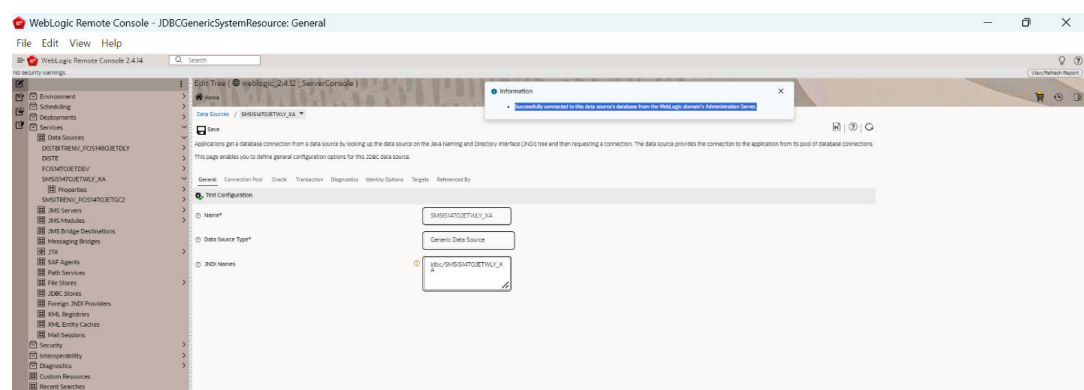 WebLogic Remote Console - JDBCGenericSystemResource: General
File Edit View Help
WebLogic Remote Console 2.4.14 Search
No security warnings. View/Refresh Report
Edit Tree ( weblogic_2.4.12_ServerConsole )
Home
Information
Successfully connected to this data source's database from the WebLogic domain's Administration Server.
Environment
Scheduling
Deployments
Services
Data Sources
DISTBITRENV_FCIS1480JETDLY
DISTE
FCIS1470JETDEV
SMSIS1470JETWLY_XA
Properties
SMSITRENV_FCIS1470JETGC2
JMS Servers
JMS Modules
JMS Bridge Destinations
Messaging Bridges
JTA
SAF Agents
Path Services
File Stores
JDBC Stores
Foreign JNDI Providers
XML Registries
XML Entity Caches
Mail Sessions
Security
Interoperability
Diagnostics
Custom Resources
Recent Searches
Data Sources / SMSIS1470JETWLY_XA
Save
Applications get a database connection from a data source by looking up the data source on the Java Naming and Directory Interface (JNDI) tree and then requesting a connection. The data source provides the connection to the application from its pool of database connections.
This page enables you to define general configuration options for this JDBC data source.
General Connection Pool Oracle Transaction Diagnostics Identity Options Targets Referenced By
Test Configuration
Name* SMSIS1470JETWLY_XA
Data Source Type* Generic Data Source
JNDI Names jdbc/SMSIS1470JETWLY_X
A